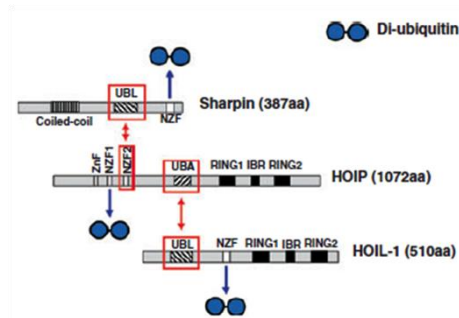 Di-ubiquitin
UBL
Sharpin (387aa)
Coiled-coil
NZF
ZnF
NZF1
NZF2
UBA
RING1 IBR RING2
HOIP (1072aa)
UBL
NZF
RING1 IBR RING2
HOIL-1 (510aa)